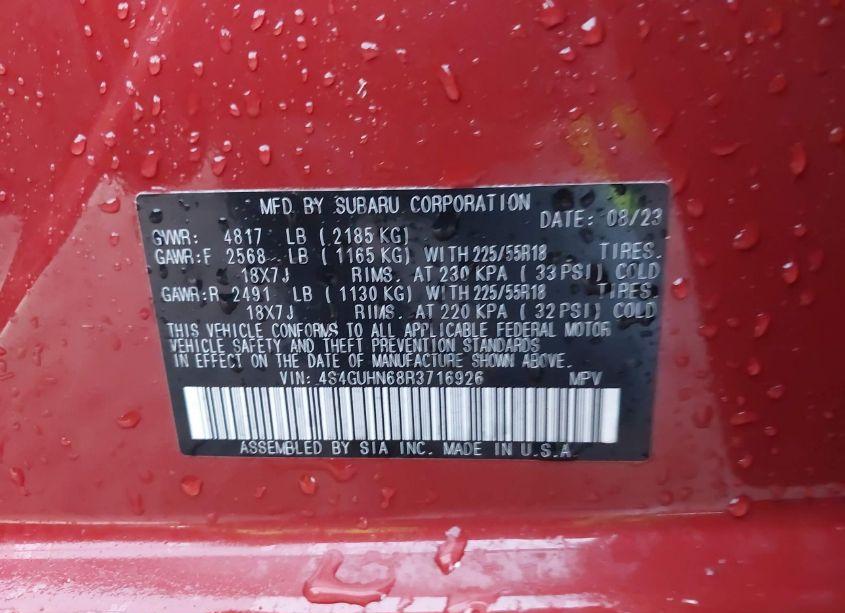 MFD BY SUBARU CORPORATION DATE: 08/23
GVWR: 4817 LB ( 2185 KG)
GAWR:F 2568 LB ( 1165 KG) WITH 225/55R18 TIRES.
18X7J RIMS. AT 230 KPA ( 33 PSI) COLD
GAWR:R 2491 LB ( 1130 KG) WITH 225/55R18 TIRES.
18X7J RIMS. AT 220 KPA ( 32 PSI) COLD
THIS VEHICLE CONFORMS TO ALL APPLICABLE FEDERAL MOTOR
VEHICLE SAFETY AND THEFT PREVENTION STANDARDS
IN EFFECT ON THE DATE OF MANUFACTURE SHOWN ABOVE.
VIN: 4S4GUHN68R3716926 MPV
ASSEMBLED BY SIA INC. MADE IN U.S.A.